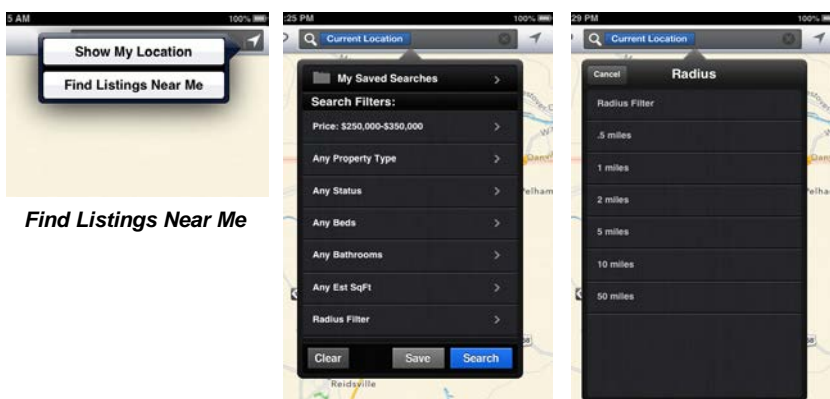 5 AM 100%
Show My Location
Find Listings Near Me
Find Listings Near Me
:25 PM 100%
Current Location
My Saved Searches
Search Filters:
Price: $250,000-$350,000
Any Property Type
Any Status
Any Beds
Any Bathrooms
Any Est SqFt
Radius Filter
Clear Save Search
Reidsville
Pelham
:29 PM 100%
Current Location
Cancel Radius
Radius Filter
.5 miles
1 miles
2 miles
5 miles
10 miles
50 miles